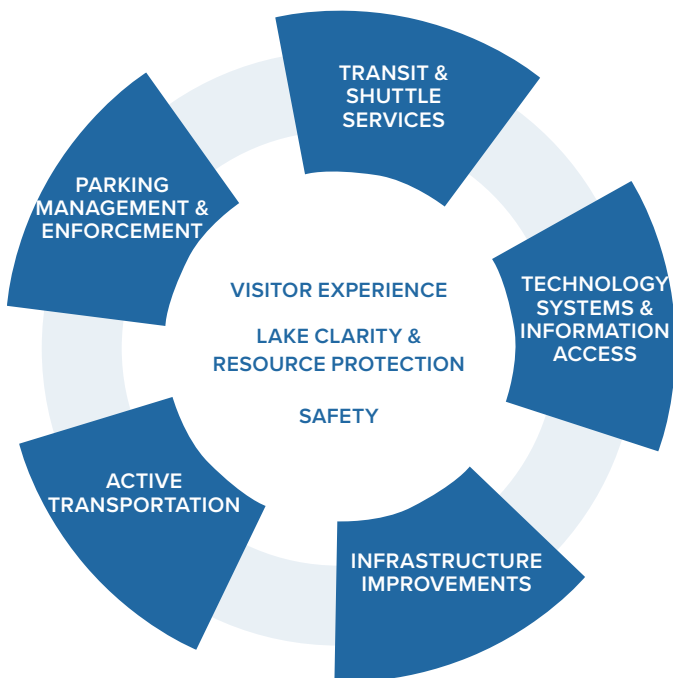 TRANSIT &
SHUTTLE
SERVICES
PARKING
MANAGEMENT &
ENFORCEMENT
TECHNOLOGY
SYSTEMS &
INFORMATION
ACCESS
VISITOR EXPERIENCE
LAKE CLARITY &
RESOURCE PROTECTION
SAFETY
ACTIVE
TRANSPORTATION
INFRASTRUCTURE
IMPROVEMENTS